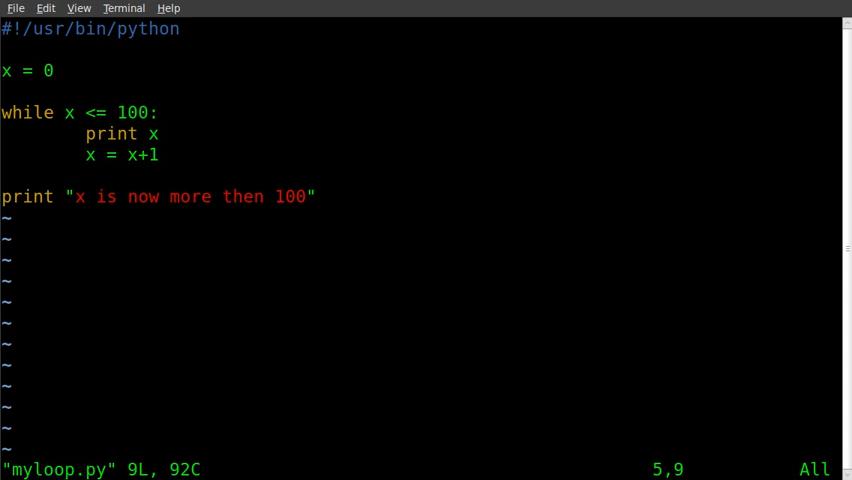 File Edit View Terminal Help
#!/usr/bin/python
x = 0
while x <= 100:
        print x
        x = x+1
print "x is now more then 100"
~
~
~
~
~
~
~
~
~
~
~
~
"myloop.py" 9L, 92C 5,9 All